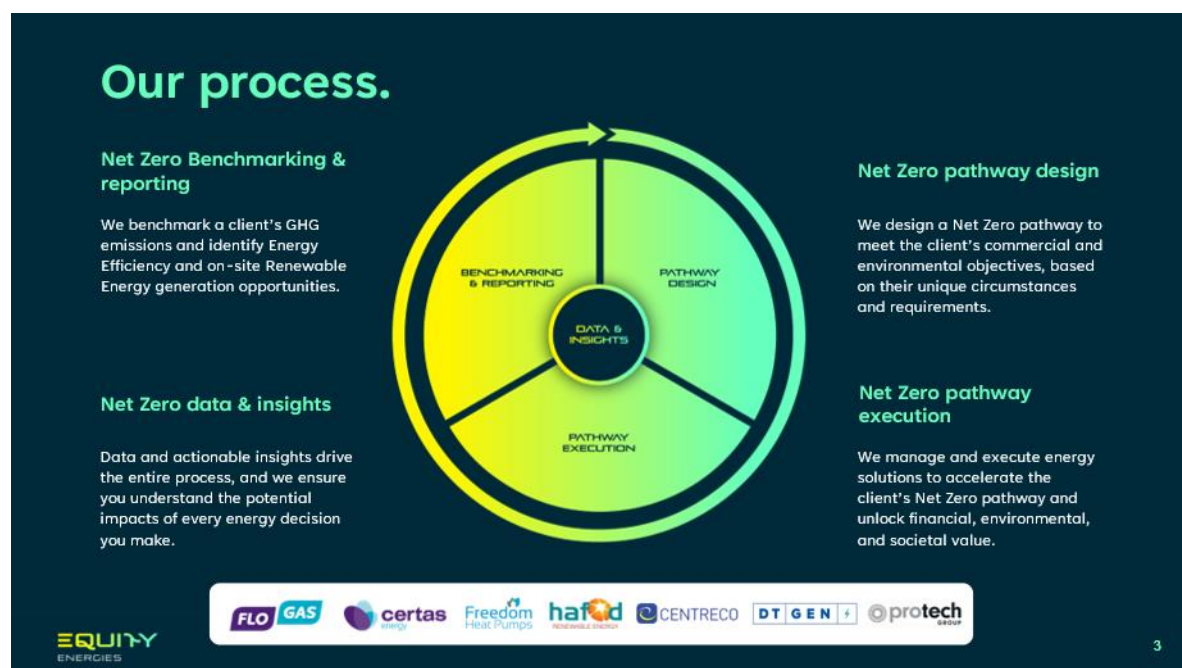 Our process.
Net Zero Benchmarking &
reporting
We benchmark a client's GHG
emissions and identify Energy
Efficiency and on-site Renewable
Energy generation opportunities.
Net Zero data & insights
Data and actionable insights drive
the entire process, and we ensure
you understand the potential
impacts of every energy decision
you make.
BENCHMARKING
& REPORTING
PATHWAY
DESIGN
DATA &
INSIGHTS
PATHWAY
EXECUTION
Net Zero pathway design
We design a Net Zero pathway to
meet the client's commercial and
environmental objectives, based
on their unique circumstances
and requirements.
Net Zero pathway
execution
We manage and execute energy
solutions to accelerate the
client's Net Zero pathway and
unlock financial, environmental,
and societal value.
FLO GAS
certas
energy
Freedom
Heat Pumps
hafod
RENEWABLE ENERGY
CENTRECO
DTGEN
protech
GROUP
EQUITY
ENERGIES
3